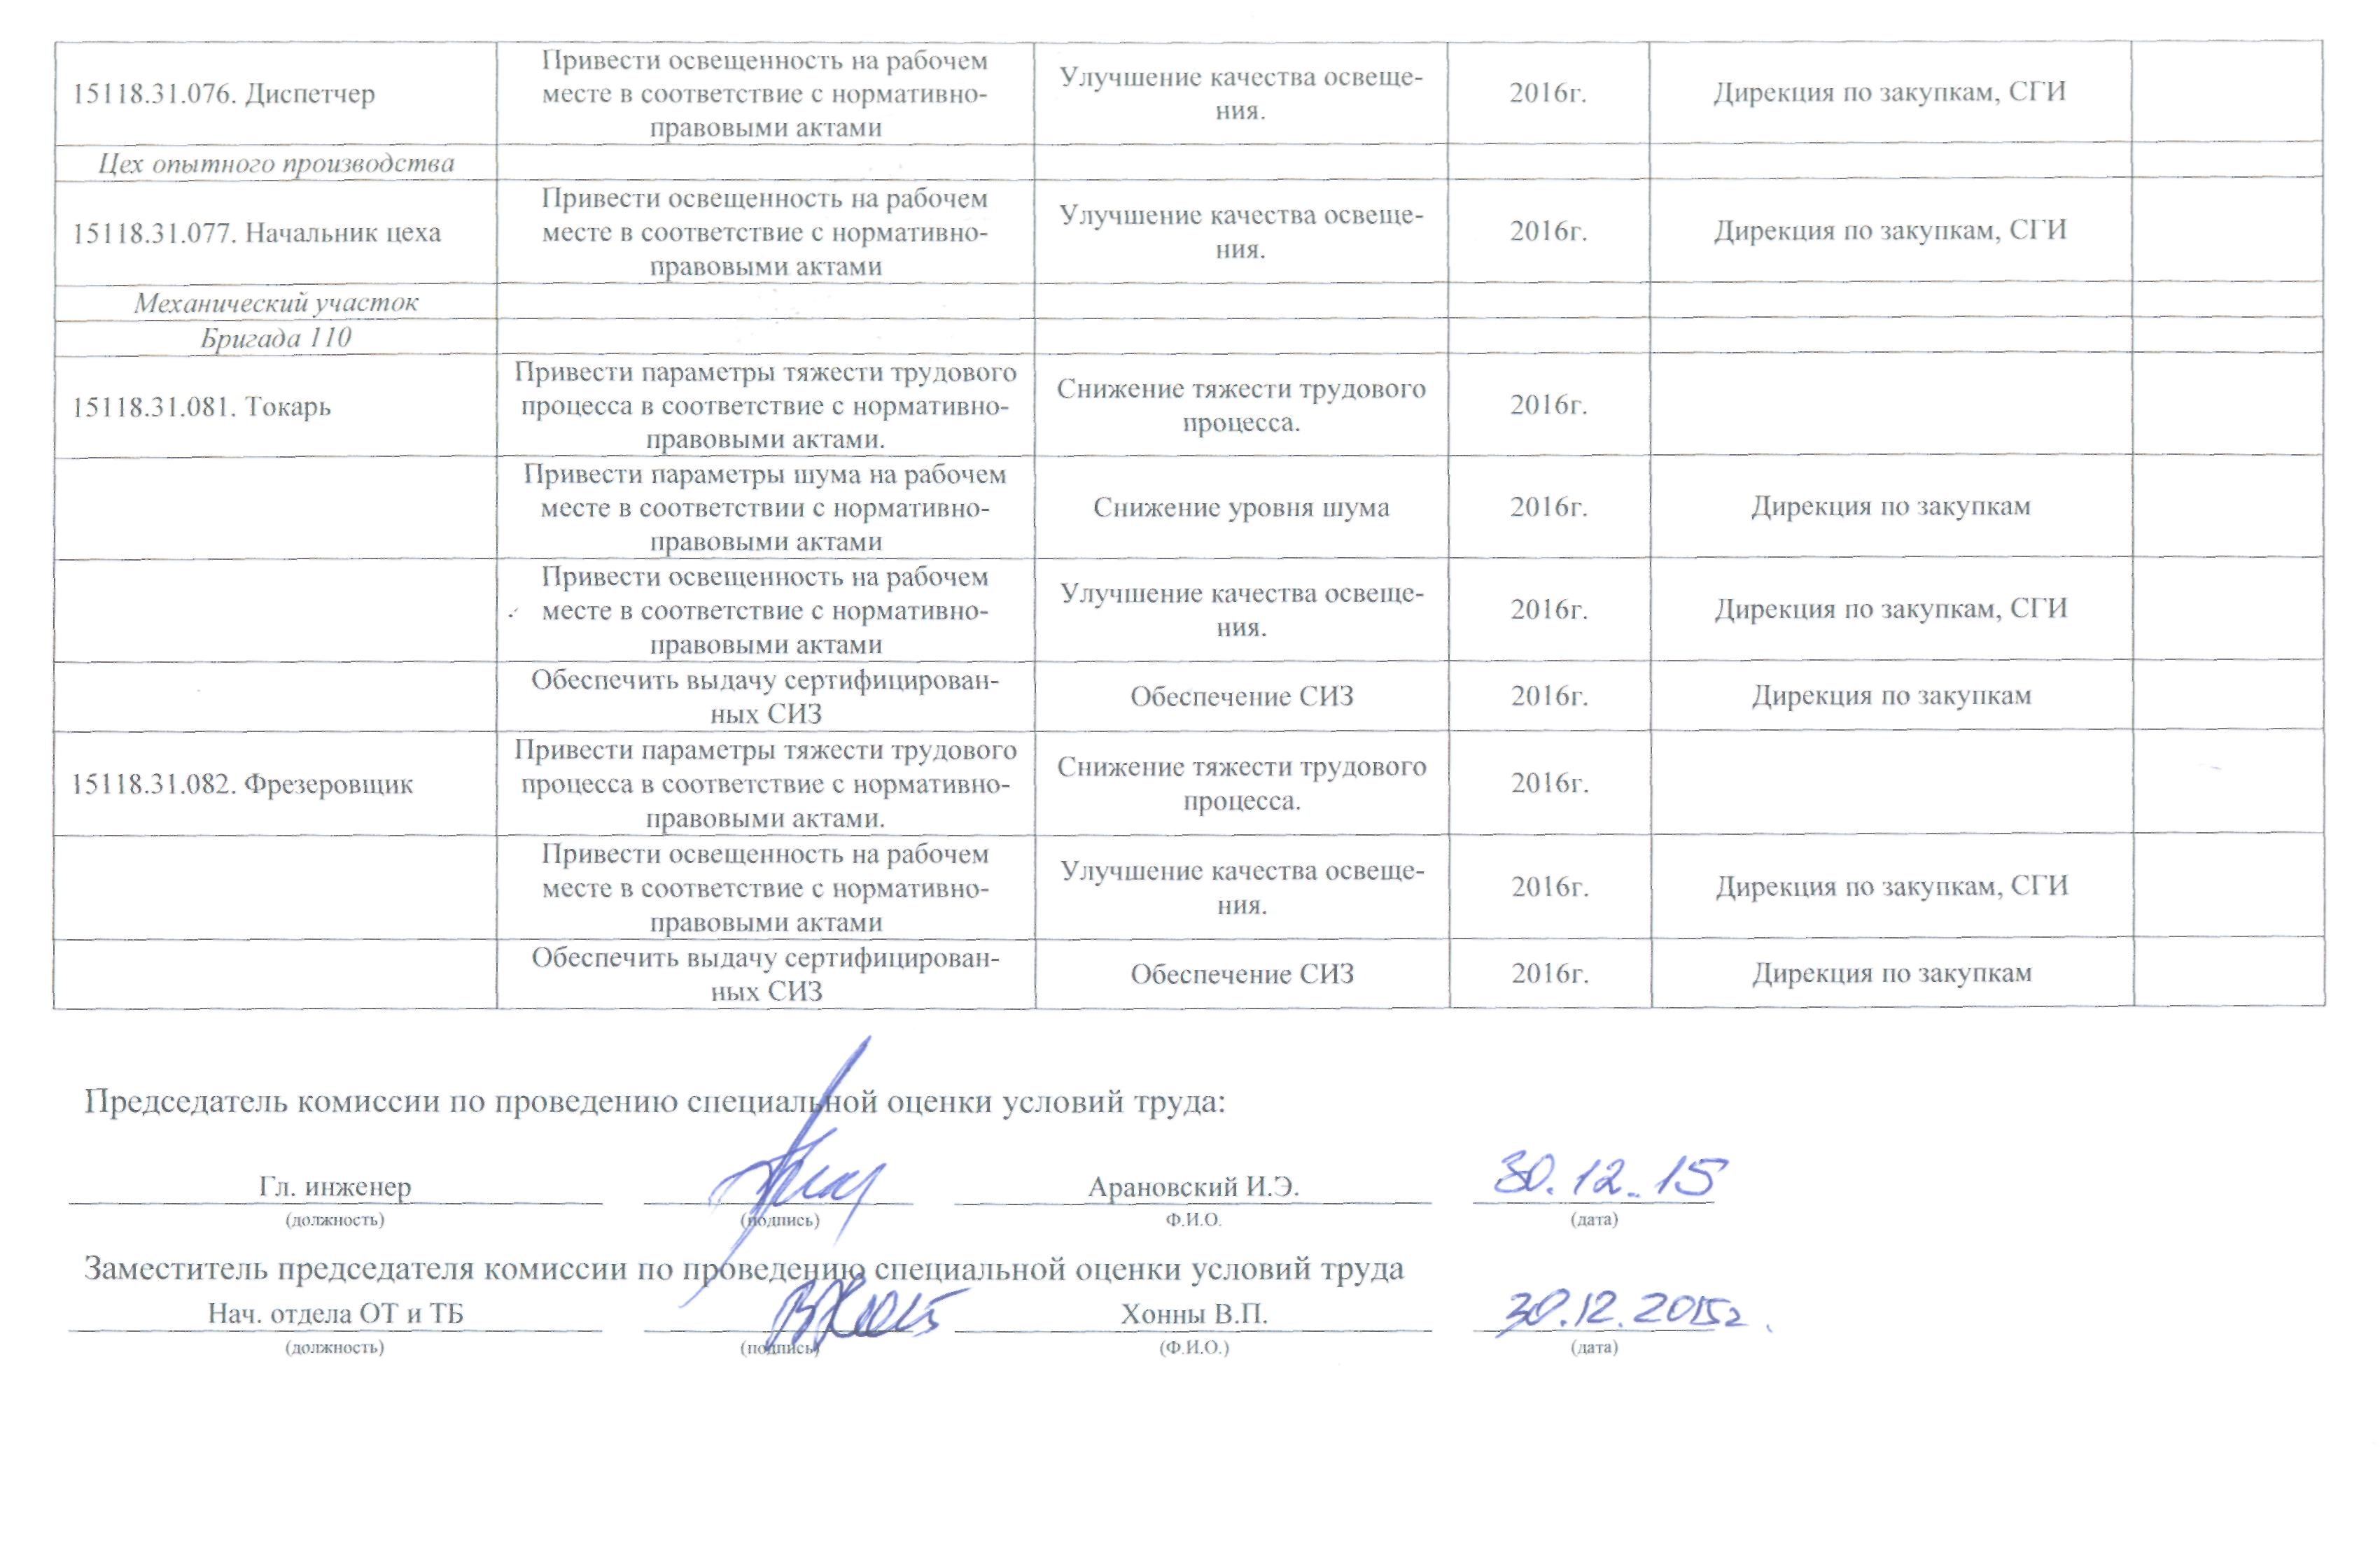 15118.31.076. Диспетчер
Привести освещенность на рабочем
месте в соответствие с нормативно-
правовыми актами
Улучшение качества освеще-
ния.
2016г.
Дирекция по закупкам, СГИ
Цех опытного производства
15118.31.077. Начальник цеха
Привести освещенность на рабочем
месте в соответствие с нормативно-
правовыми актами
Улучшение качества освеще-
ния.
2016г.
Дирекция по закупкам, СГИ
Механический участок
Бригада 110
15118.31.081. Токарь
Привести параметры тяжести трудового
процесса в соответствие с нормативно-
правовыми актами.
Снижение тяжести трудового
процесса.
2016г.
Привести параметры шума на рабочем
месте в соответствии с нормативно-
правовыми актами
Снижение уровня шума
2016г.
Дирекция по закупкам
Привести освещенность на рабочем
месте в соответствие с нормативно-
правовыми актами
Улучшение качества освеще-
ния.
2016г.
Дирекция по закупкам, СГИ
Обеспечить выдачу сертифицирован-
ных СИЗ
Обеспечение СИЗ
2016г.
Дирекция по закупкам
15118.31.082. Фрезеровщик
Привести параметры тяжести трудового
процесса в соответствие с нормативно-
правовыми актами.
Снижение тяжести трудового
процесса.
2016г.
Привести освещенность на рабочем
месте в соответствие с нормативно-
правовыми актами
Улучшение качества освеще-
ния.
2016г.
Дирекция по закупкам, СГИ
Обеспечить выдачу сертифицирован-
ных СИЗ
Обеспечение СИЗ
2016г.
Дирекция по закупкам
Председатель комиссии по проведению специальной оценки условий труда:
Гл. инженер
Арановский И.Э.
30.12.15
(должность)
(подпись)
Ф.И.О.
(дата)
Заместитель председателя комиссии по проведению специальной оценки условий труда
Нач. отдела ОТ и ТБ
Хонны В.П.
30.12.2015г.
(должность)
(подпись)
(Ф.И.О.)
(дата)